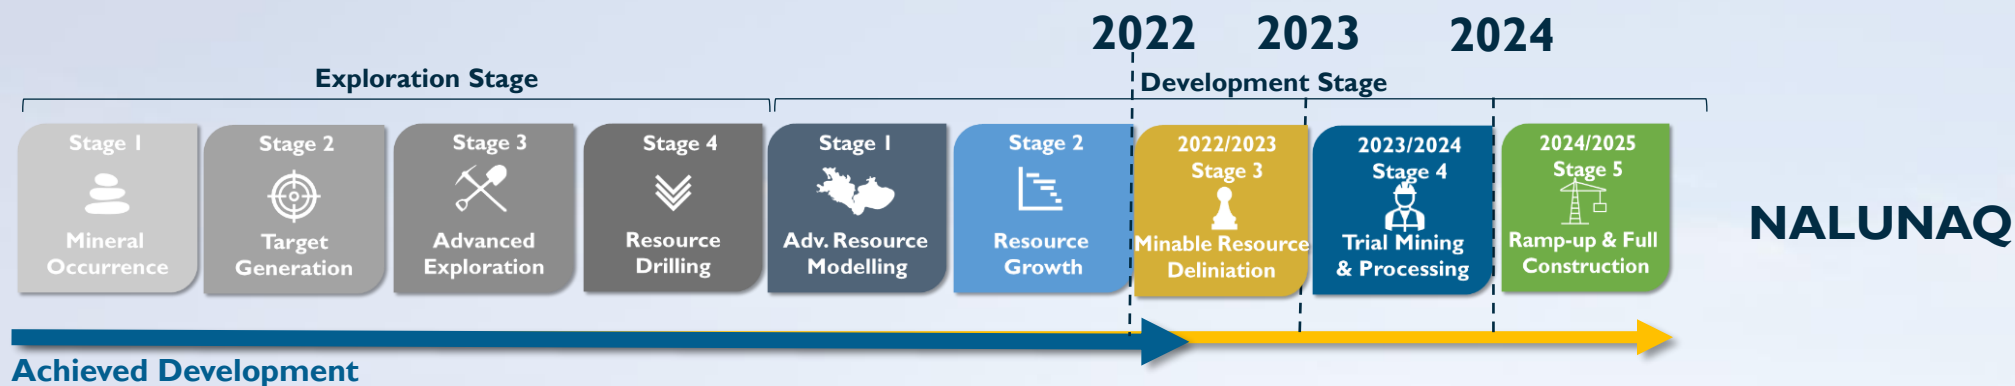 2022
2023
2024
Exploration Stage
Development Stage
Stage 1
Mineral
Occurrence
Stage 2
Target
Generation
Stage 3
Advanced
Exploration
Stage 4
Resource
Drilling
Stage 1
Adv. Resource
Modelling
Stage 2
Resource
Growth
2022/2023
Stage 3
Minable Resource
Deliniation
2023/2024
Stage 4
Trial Mining
& Processing
2024/2025
Stage 5
Ramp-up & Full
Construction
NALUNAQ
Achieved Development